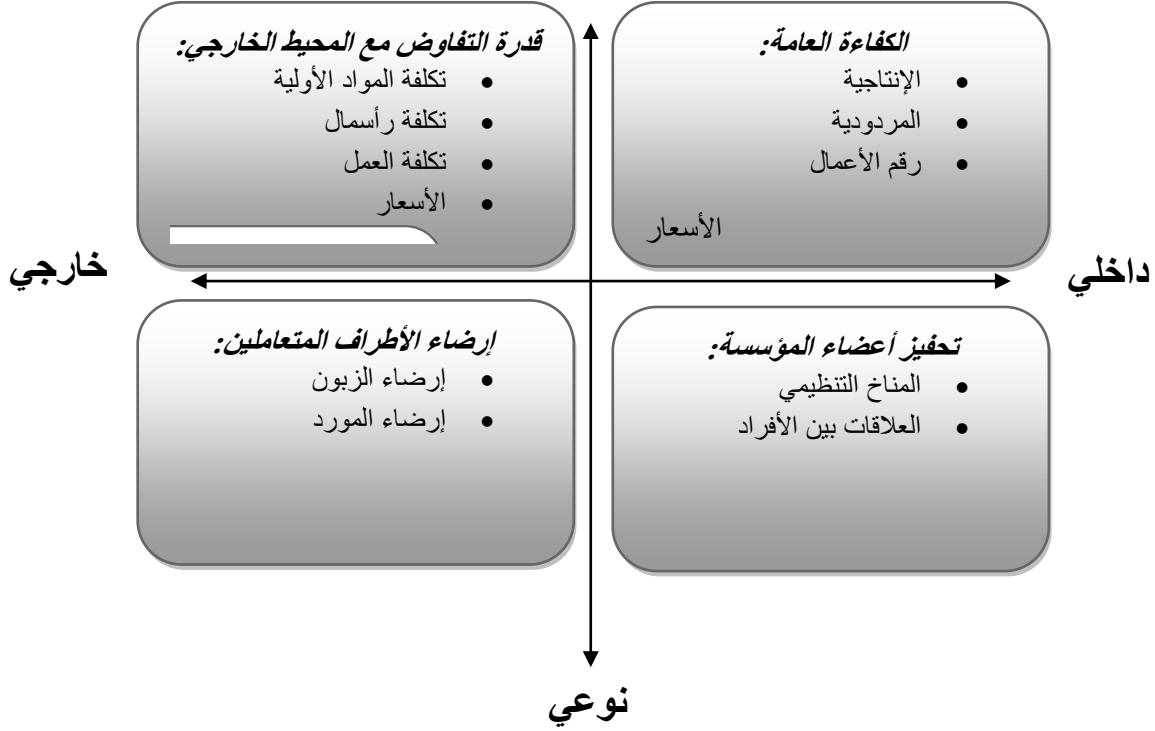 الكفاءة العامة:
• الإنتاجية
• المردودية
• رقم الأعمال
الأسعار
قدرة التفاوض مع المحيط الخارجي:
• تكلفة المواد الأولية
• تكلفة رأسمال
• تكلفة العمل
• الأسعار
داخلي
خارجي
تحفيز أعضاء المؤسسة:
• المناخ التنظيمي
• العلاقات بين الأفراد
إرضاء الأطراف المتعاملين:
• إرضاء الزبون
• إرضاء المورد
نوعي